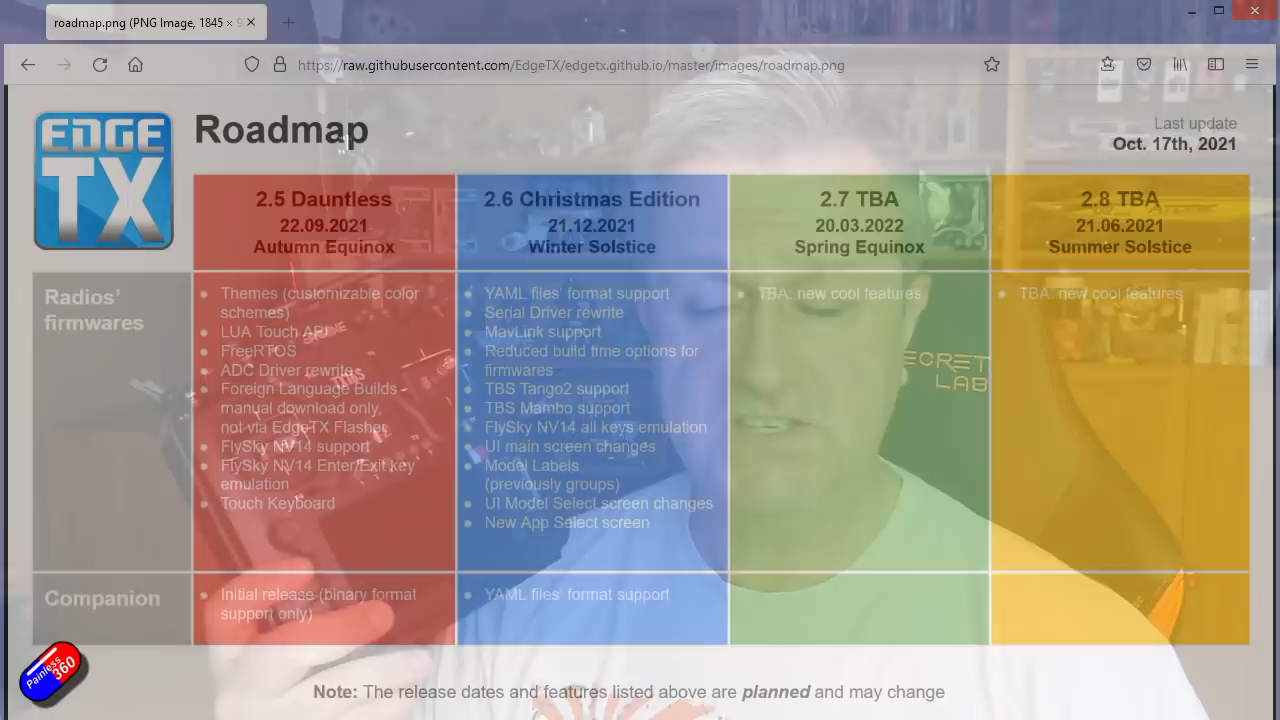 roadmap.png (PNG Image, 1845 × 9
https://raw.githubusercontent.com/EdgeTX/edgetx.github.io/master/images/roadmap.png
EDGE
TX
Roadmap
Last update
Oct. 17th, 2021
2.5 Dauntless
22.09.2021
Autumn Equinox
2.6 Christmas Edition
21.12.2021
Winter Solstice
2.7 TBA
20.03.2022
Spring Equinox
2.8 TBA
21.06.2021
Summer Solstice
Radios'
firmwares
● Themes (customizable color
schemes)
● LUA Touch API
● FreeRTOS
● ADC Driver rewrite
● Foreign Language Builds -
manual download only,
not via EdgeTX Flasher
● FlySky NV14 support
● FlySky NV14 Enter/Exit key
emulation
● Touch Keyboard
● YAML files' format support
● Serial Driver rewrite
● MavLink support
● Reduced build time options for
firmwares
● TBS Tango2 support
● TBS Mambo support
● FlySky NV14 all keys emulation
● UI main screen changes
● Model Labels
(previously groups)
● UI Model Select screen changes
● New App Select screen
● TBA: new cool features
● TBA: new cool features
ECRET
LAB
TBS
Companion
● Initial release (binary format
support only)
● YAML files' format support
Note: The release dates and features listed above are planned and may change
Painless
360